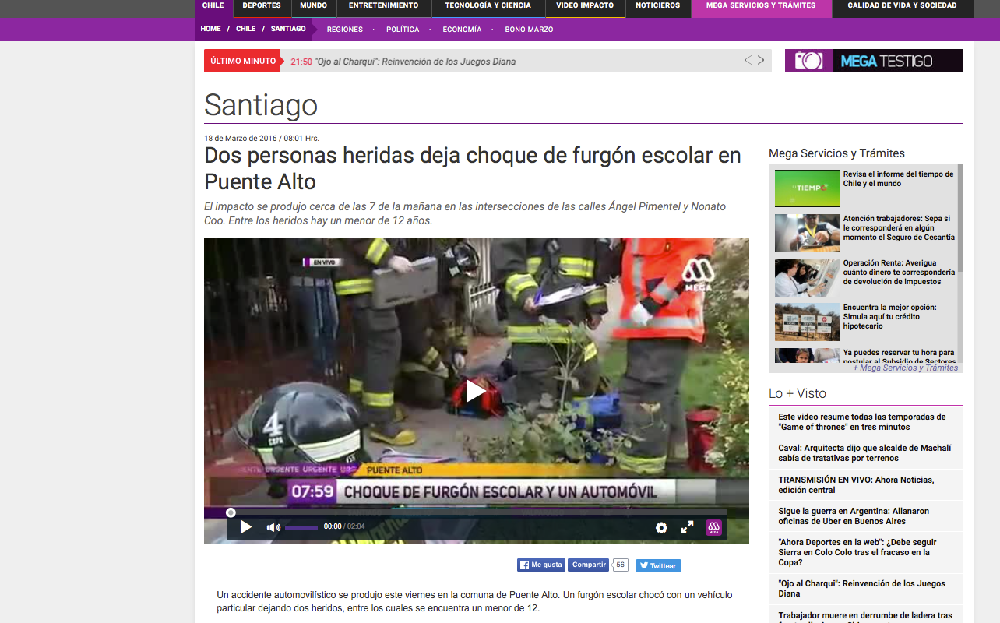 CHILE
DEPORTES
MUNDO
ENTRETENIMIENTO
TECNOLOGÍA Y CIENCIA
VIDEO IMPACTO
NOTICIEROS
MEGA SERVICIOS Y TRÁMITES
CALIDAD DE VIDA Y SOCIEDAD
HOME / CHILE / SANTIAGO
REGIONES · POLÍTICA · ECONOMÍA · BONO MARZO
ÚLTIMO MINUTO
21:50 "Ojo al Charqui": Reinvención de los Juegos Diana
MEGA TESTIGO
Santiago
18 de Marzo de 2016 / 08:01 Hrs.
Dos personas heridas deja choque de furgón escolar en
Puente Alto
El impacto se produjo cerca de las 7 de la mañana en las intersecciones de las calles Ángel Pimentel y Nonato
Coo. Entre los heridos hay un menor de 12 años.
EN VIVO
MEGA
4
COPA
URGENTE URGENTE
PUENTE ALTO
07:59
CHOQUE DE FURGÓN ESCOLAR Y UN AUTOMÓVIL
00:00 / 02:04
MEGA
Me gusta
Compartir
56
Twittear
Un accidente automovilístico se produjo este viernes en la comuna de Puente Alto. Un furgón escolar chocó con un vehículo
particular dejando dos heridos, entre los cuales se encuentra un menor de 12.
Mega Servicios y Trámites
TIEMPO
Revisa el informe del tiempo de
Chile y el mundo
Atención trabajadores: Sepa si
le corresponderá en algún
momento el Seguro de Cesantía
Operación Renta: Averigua
cuánto dinero te correspondería
de devolución de impuestos
Encuentra la mejor opción:
Simula aquí tu crédito
hipotecario
Ya puedes reservar tu hora para
postular al Subsidio de Sectores
+ Mega Servicios y Trámites
Lo + Visto
Este video resume todas las temporadas de
"Game of thrones" en tres minutos
Caval: Arquitecta dijo que alcalde de Machalí
sabía de tratativas por terrenos
TRANSMISIÓN EN VIVO: Ahora Noticias,
edición central
Sigue la guerra en Argentina: Allanaron
oficinas de Uber en Buenos Aires
"Ahora Deportes en la web": ¿Debe seguir
Sierra en Colo Colo tras el fracaso en la
Copa?
"Ojo al Charqui": Reinvención de los Juegos
Diana
Trabajador muere en derrumbe de ladera tras